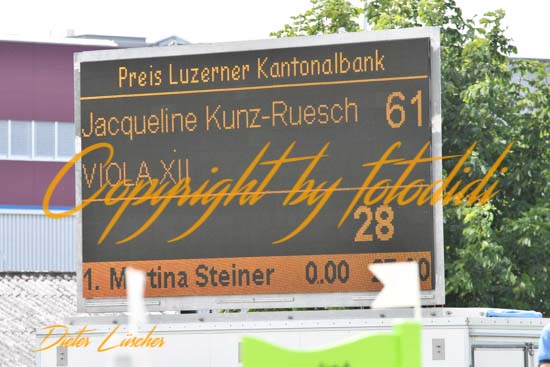 Preis Luzerner Kantonalbank
Jacqueline Kunz-Ruesch 61
VIOLA XII
Copyright by fotodidi
28
1. Martina Steiner 0.00
Dieter Lüscher